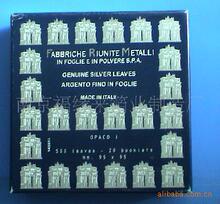 FABBRICHE RIUNITE METALLI
IN FOGLIE E IN POLVERE S.P.A.
GENUINE SILVER LEAVES
ARGENTO FINO IN FOGLIE
MADE IN ITALY
OPACO 1
500 leaves - 20 booklets
mm. 95 x 95